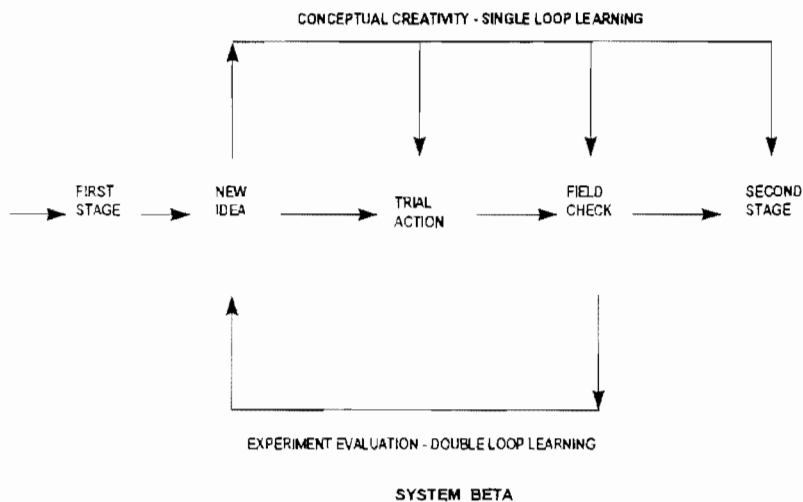 CONCEPTUAL CREATIVITY - SINGLE LOOP LEARNING
FIRST
STAGE
NEW
IDEA
TRIAL
ACTION
FIELD
CHECK
SECOND
STAGE
EXPERIMENT EVALUATION - DOUBLE LOOP LEARNING
SYSTEM BETA